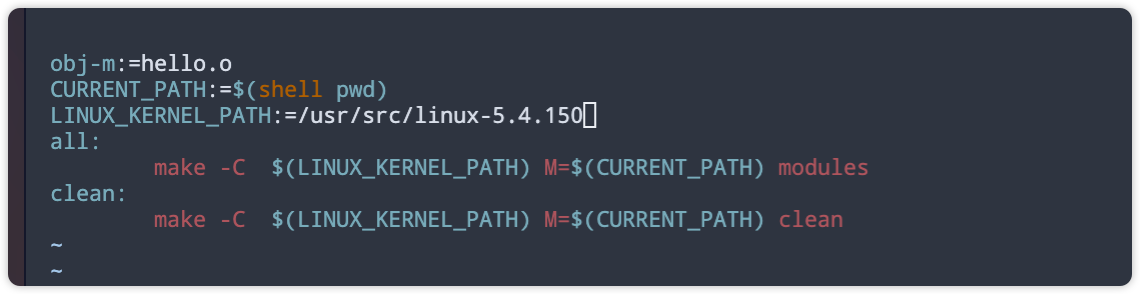 obj-m:=hello.o
CURRENT_PATH:=$(shell pwd)
LINUX_KERNEL_PATH:=/usr/src/linux-5.4.150
all:
        make -C  $(LINUX_KERNEL_PATH) M=$(CURRENT_PATH) modules
clean:
        make -C  $(LINUX_KERNEL_PATH) M=$(CURRENT_PATH) clean
~
~